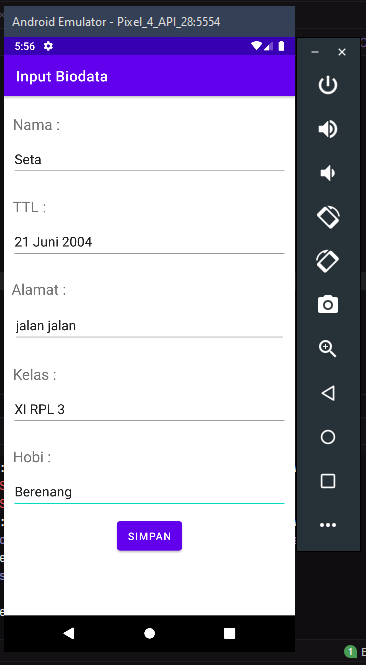 Android Emulator - Pixel_4_API_28:5554
5:56
Input Biodata
Nama :
Seta
TTL :
21 Juni 2004
Alamat :
jalan jalan
Kelas :
XI RPL 3
Hobi :
Berenang
SIMPAN
1